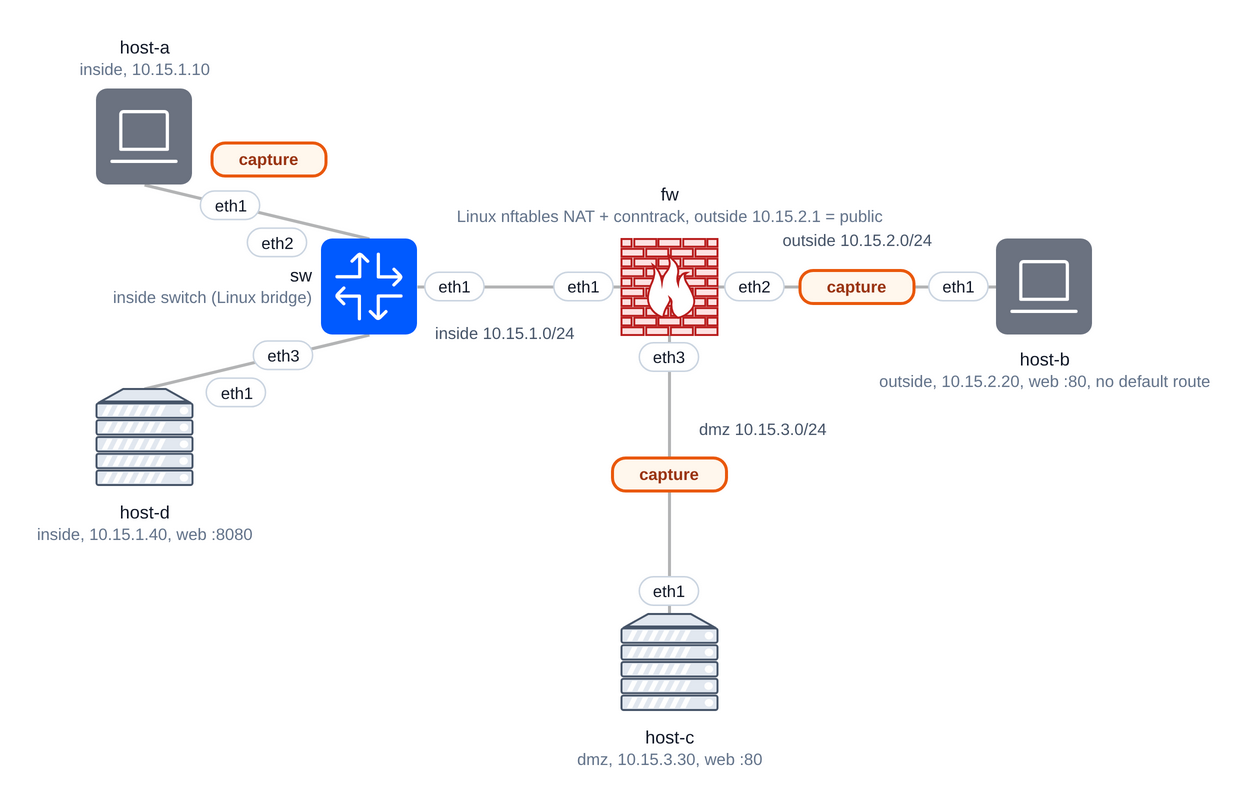 host-a
inside, 10.15.1.10
capture
eth1
eth2
sw
inside switch (Linux bridge)
eth3
eth1
host-d
inside, 10.15.1.40, web :8080
eth1
eth1
inside 10.15.1.0/24
fw
Linux nftables NAT + conntrack, outside 10.15.2.1 = public
outside 10.15.2.0/24
eth2
capture
eth1
host-b
outside, 10.15.2.20, web :80, no default route
eth3
dmz 10.15.3.0/24
capture
eth1
host-c
dmz, 10.15.3.30, web :80